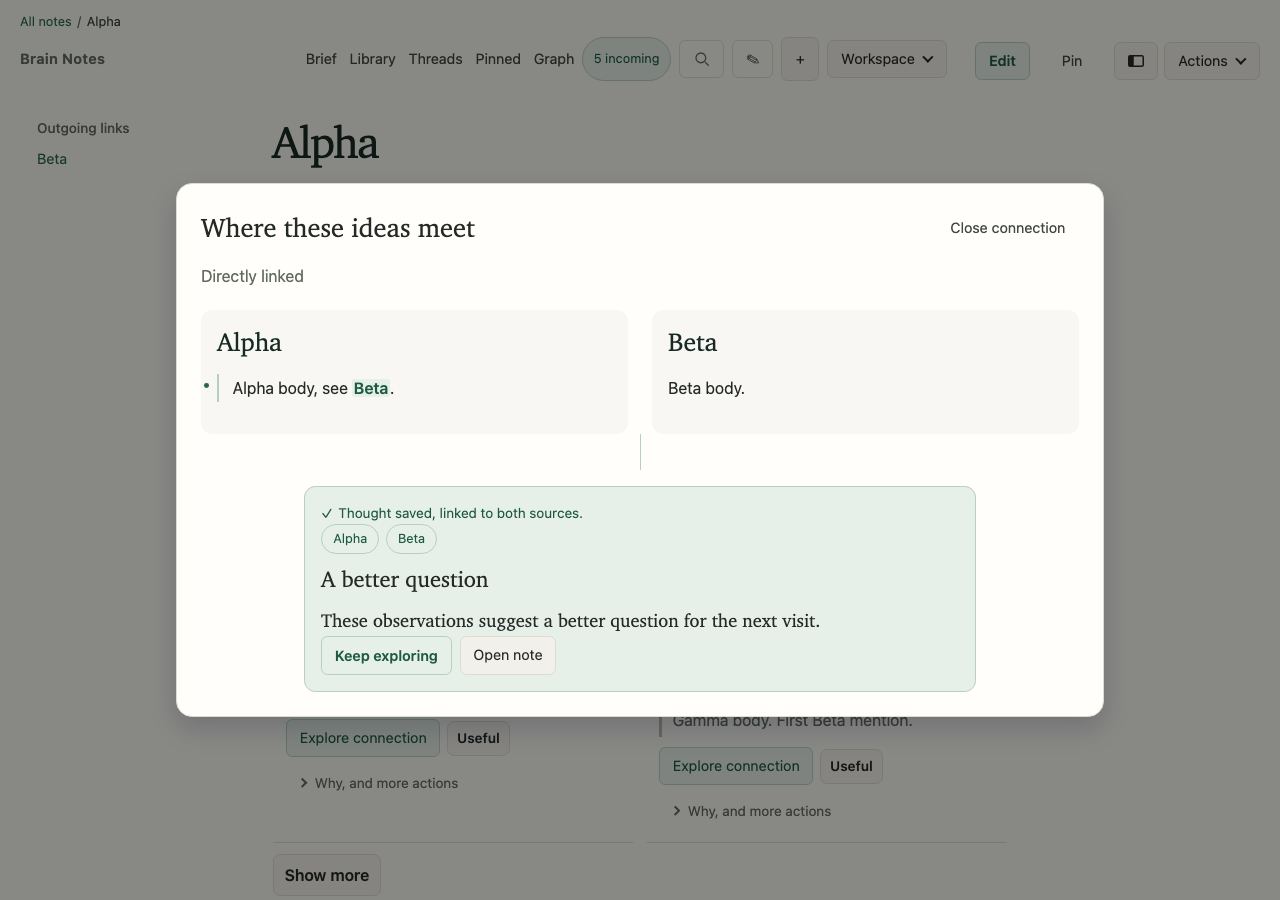 All notes / Alpha
Brain Notes
Brief Library Threads Pinned Graph 5 incoming + Workspace Edit Pin Actions
Outgoing links
Beta
Alpha
Where these ideas meet
Close connection
Directly linked
Alpha
Alpha body, see Beta.
Beta
Beta body.
✓ Thought saved, linked to both sources.
Alpha Beta
A better question
These observations suggest a better question for the next visit.
Keep exploring Open note
Explore connection Useful
Why, and more actions
Gamma body. First Beta mention.
Explore connection Useful
Why, and more actions
Show more